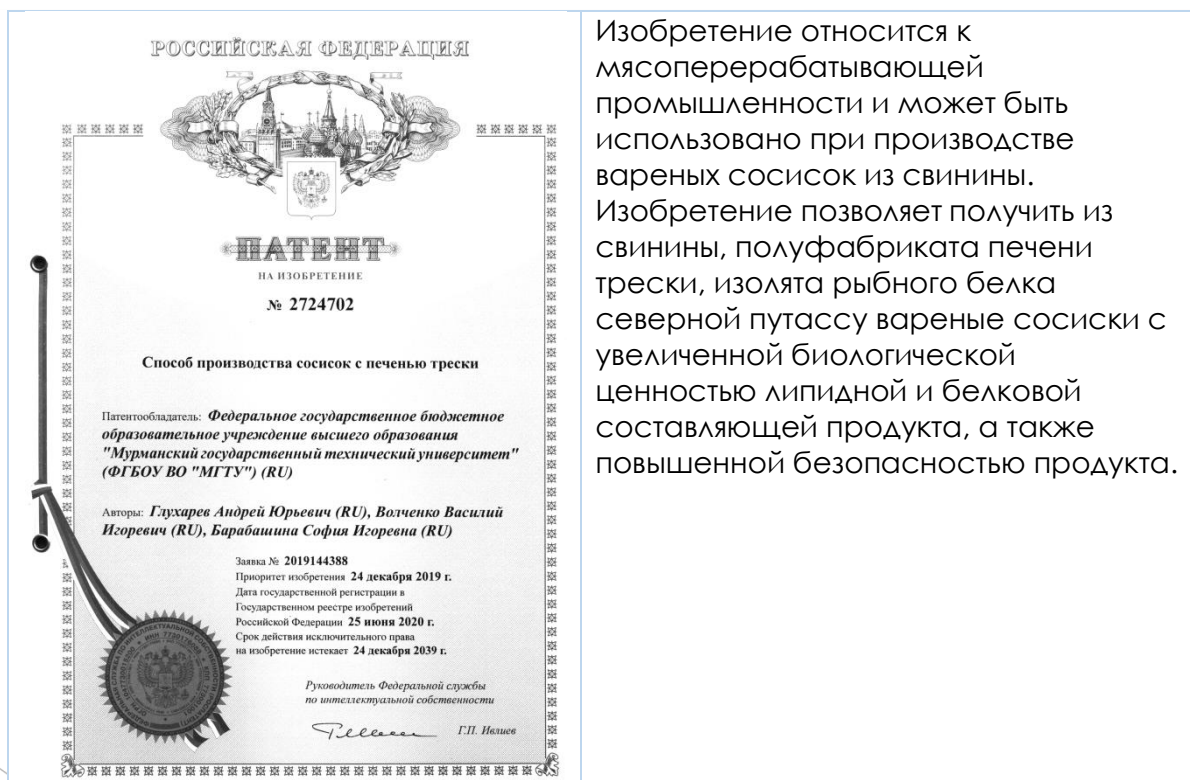 РОССИЙСКАЯ ФЕДЕРАЦИЯ
ПАТЕНТ
НА ИЗОБРЕТЕНИЕ
№ 2724702
Способ производства сосисок с печенью трески
Патентообладатель: Федеральное государственное бюджетное
образовательное учреждение высшего образования
"Мурманский государственный технический университет"
(ФГБОУ ВО "МГТУ") (RU)
Авторы: Глухарев Андрей Юрьевич (RU), Волченко Василий
Игоревич (RU), Барабашина София Игоревна (RU)
Заявка № 2019144388
Приоритет изобретения 24 декабря 2019 г.
Дата государственной регистрации в
Государственном реестре изобретений
Российской Федерации 25 июня 2020 г.
Срок действия исключительного права
на изобретение истекает 24 декабря 2039 г.
Руководитель Федеральной службы
по интеллектуальной собственности
Г.П. Ивлиев
Изобретение относится к
мясоперерабатывающей
промышленности и может быть
использовано при производстве
вареных сосисок из свинины.
Изобретение позволяет получить из
свинины, полуфабриката печени
трески, изолята рыбного белка
северной путассу вареные сосиски с
увеличенной биологической
ценностью липидной и белковой
составляющей продукта, а также
повышенной безопасностью продукта.